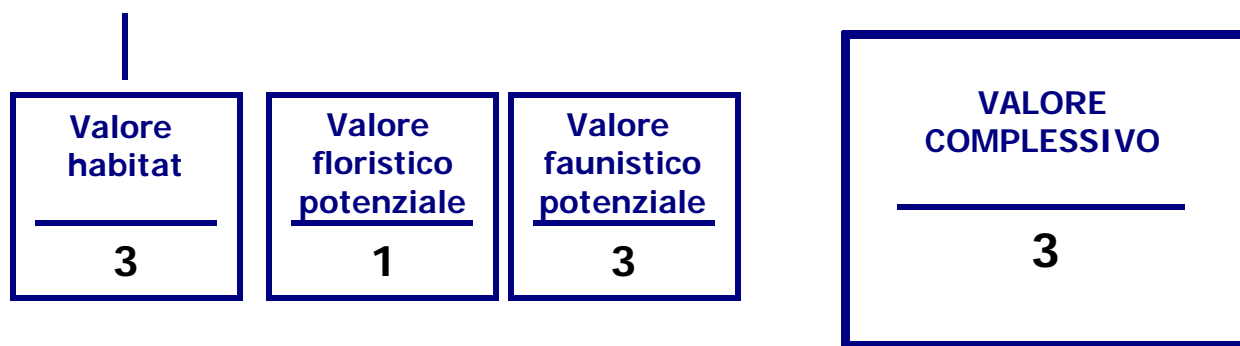 Valore
habitat
3
Valore
floristico
potenziale
1
Valore
faunistico
potenziale
3
VALORE
COMPLESSIVO
3